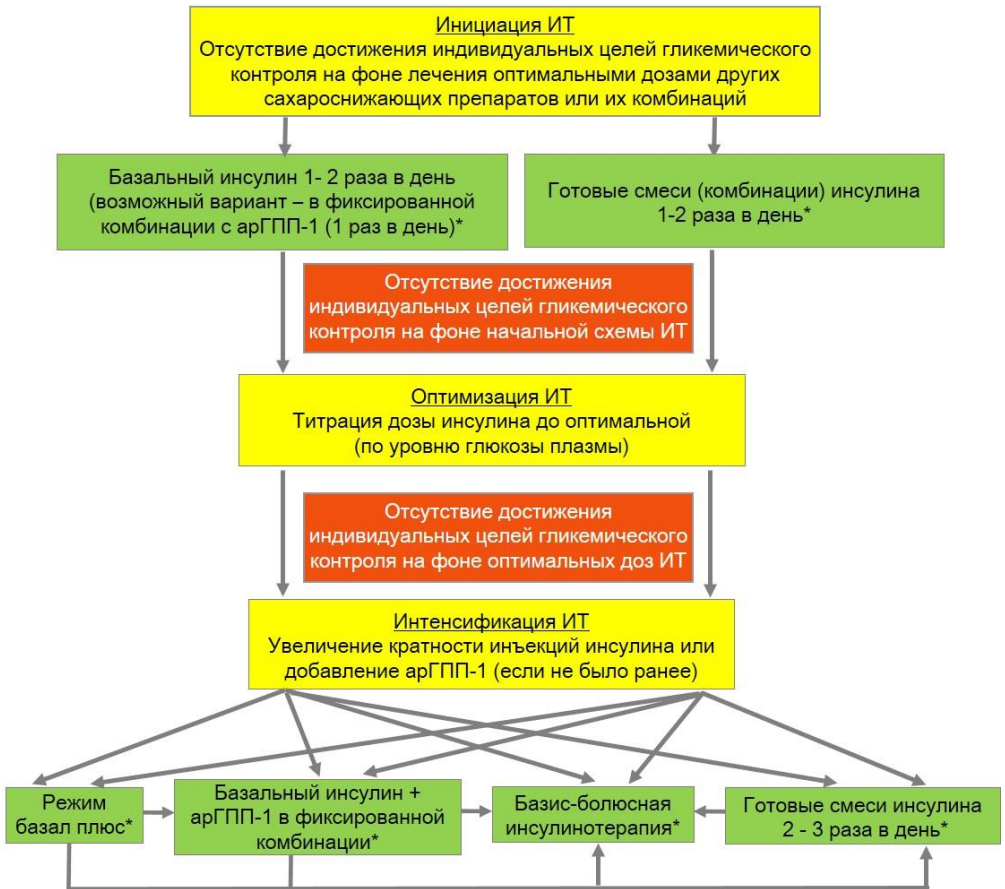 Инициация ИТ
Отсутствие достижения индивидуальных целей гликемического
контроля на фоне лечения оптимальными дозами других
сахароснижающих препаратов или их комбинаций
Базальный инсулин 1- 2 раза в день
(возможный вариант – в фиксированной
комбинации с арГПП-1 (1 раз в день)*
Готовые смеси (комбинации) инсулина
1-2 раза в день*
Отсутствие достижения
индивидуальных целей гликемического
контроля на фоне начальной схемы ИТ
Оптимизация ИТ
Титрация дозы инсулина до оптимальной
(по уровню глюкозы плазмы)
Отсутствие достижения
индивидуальных целей гликемического
контроля на фоне оптимальных доз ИТ
Интенсификация ИТ
Увеличение кратности инъекций инсулина или
добавление арГПП-1 (если не было ранее)
Режим
базал плюс*
Базальный инсулин +
арГПП-1 в фиксированной
комбинации*
Базис-болюсная
инсулинотерапия*
Готовые смеси инсулина
2 - 3 раза в день*